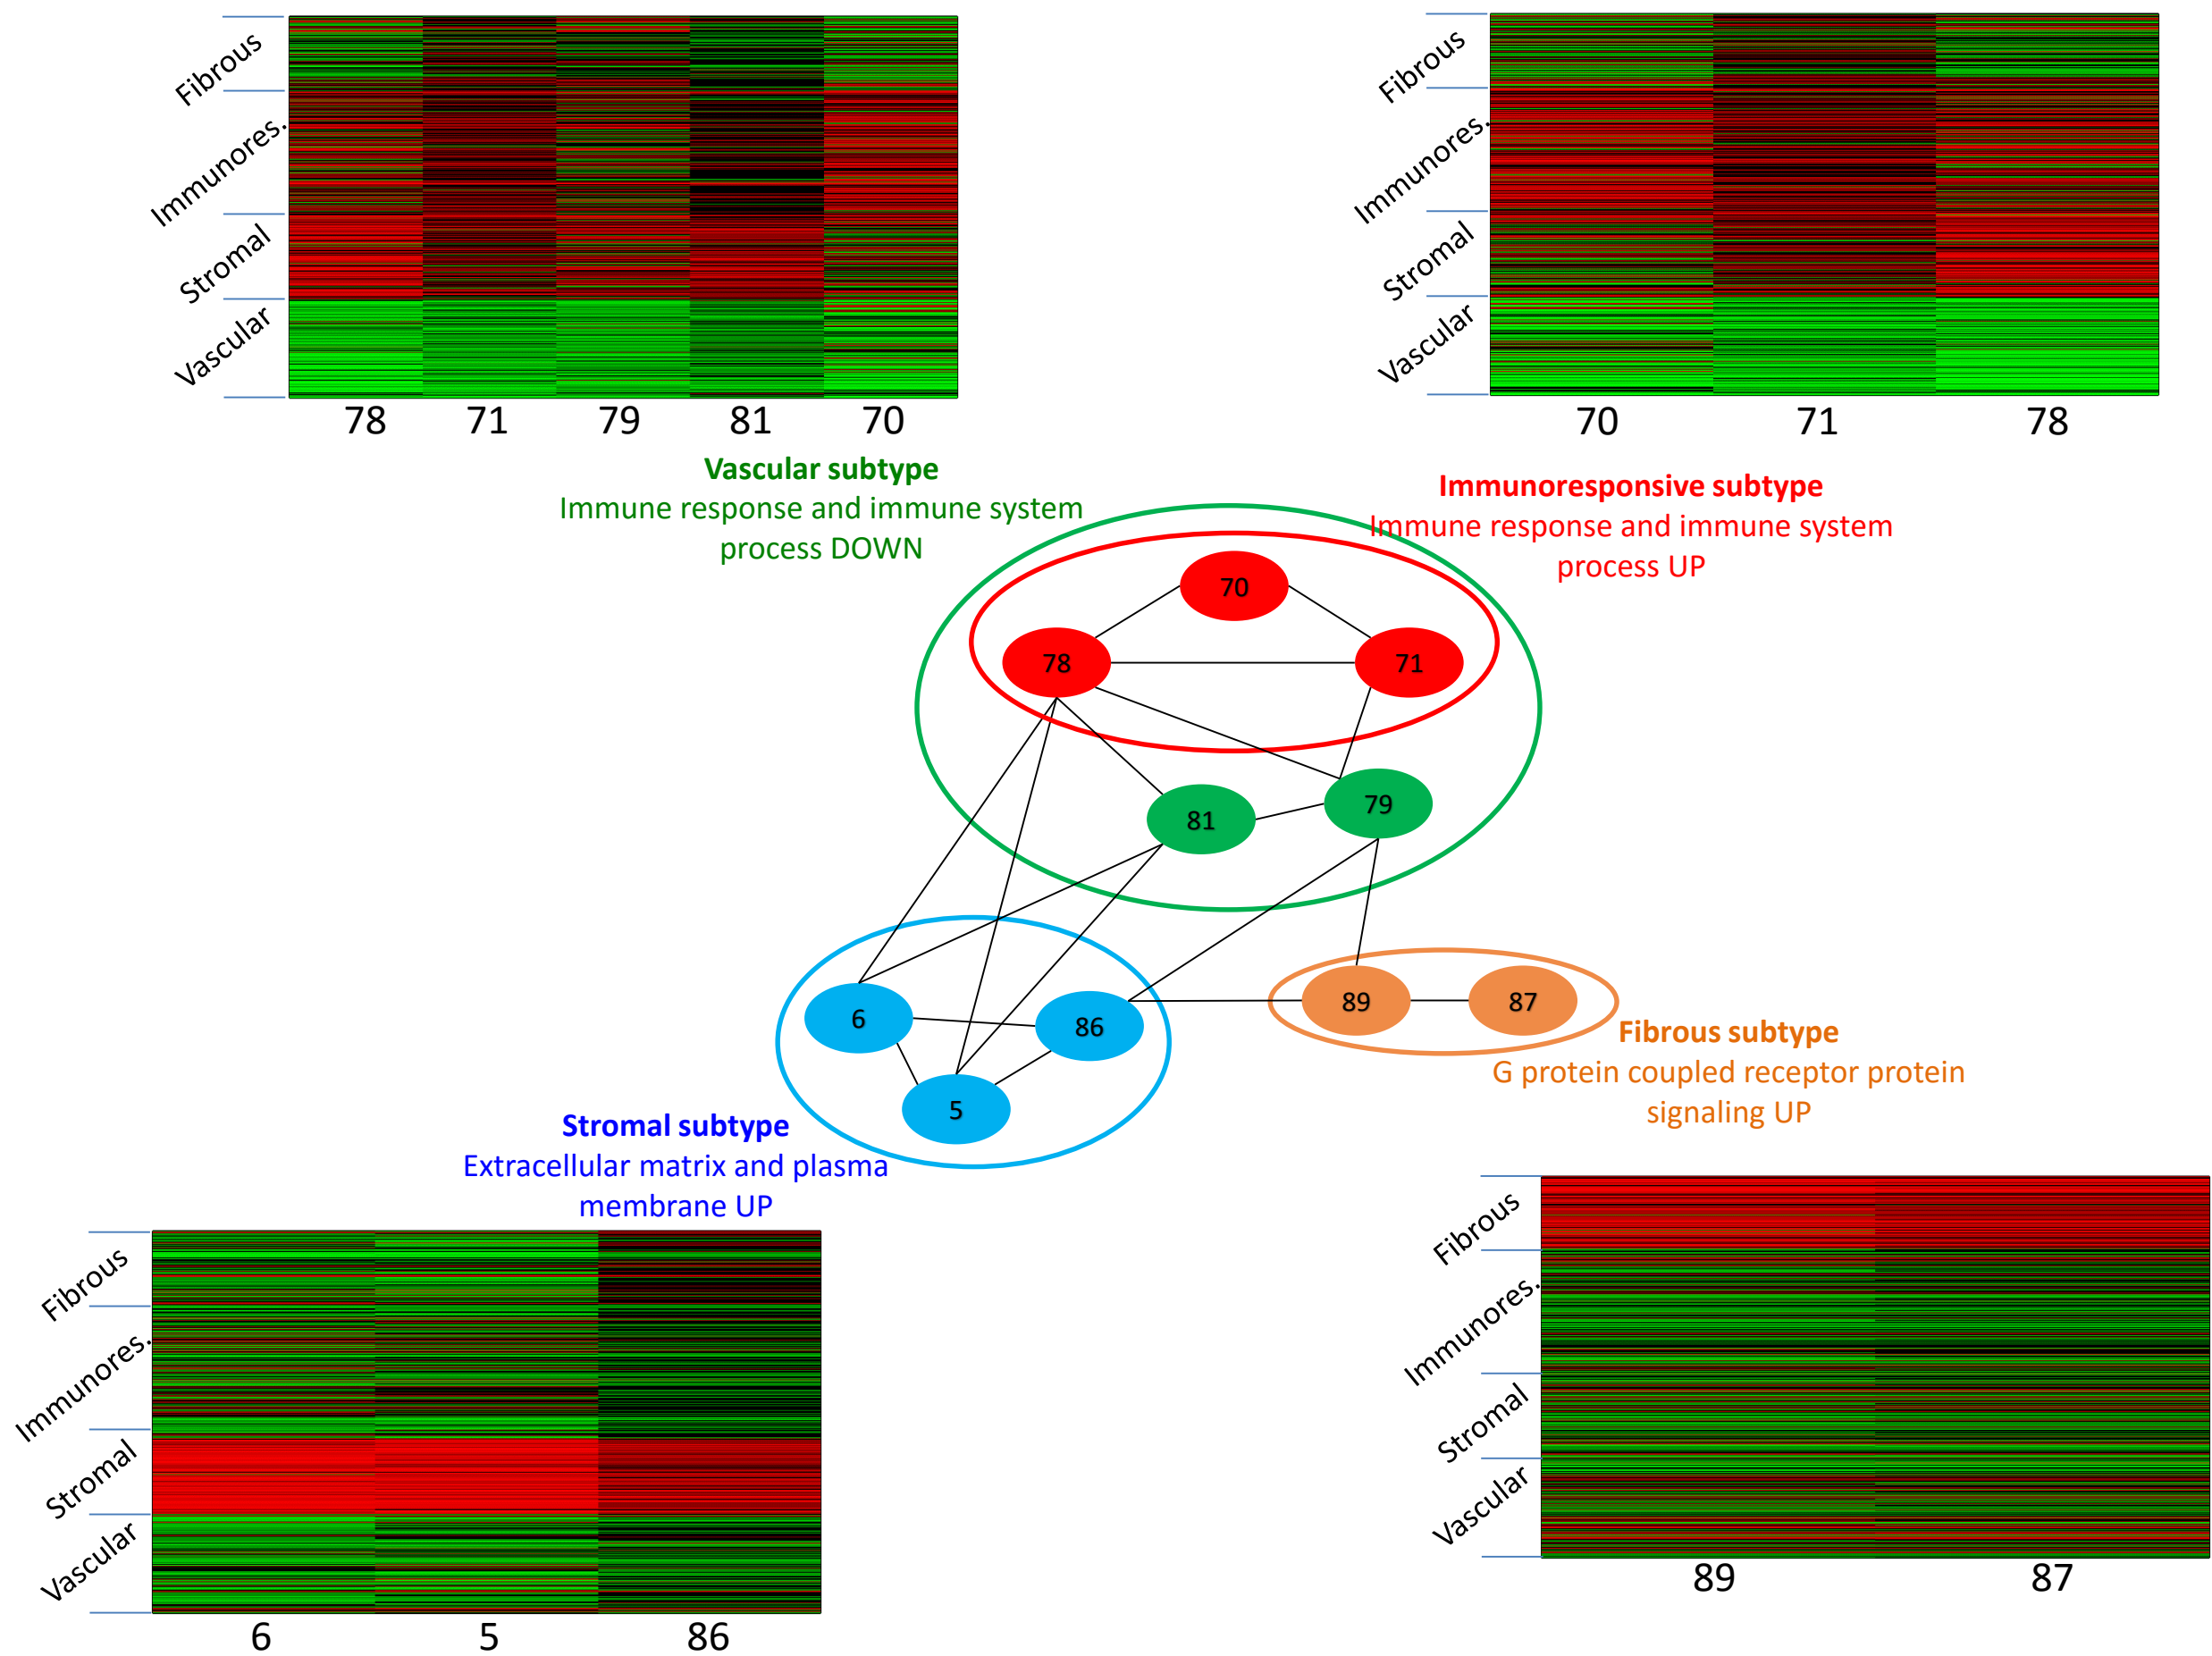 Fibrous
Immunores.
Stromal
Vascular
78 71 79 81 70
Fibrous
Immunores.
Stromal
Vascular
70 71 78
Vascular subtype
Immune response and immune system
process DOWN
Immunoresponsive subtype
Immune response and immune system
process UP
70
78
71
81
79
6
86
5
89
87
Fibrous subtype
G protein coupled receptor protein
signaling UP
Stromal subtype
Extracellular matrix and plasma
membrane UP
Fibrous
Immunores.
Stromal
Vascular
6 5 86
Fibrous
Immunores.
Stromal
Vascular
89 87